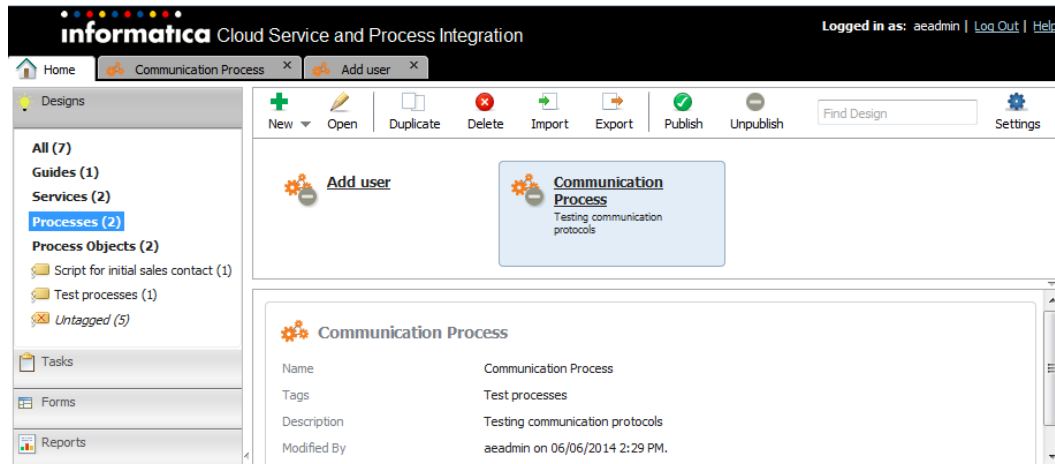 informatica Cloud Service and Process Integration
Logged in as: aeadmin | Log Out | Help
Home
Communication Process ×
Add user ×
Designs
All (7)
Guides (1)
Services (2)
Processes (2)
Process Objects (2)
Script for initial sales contact (1)
Test processes (1)
Untagged (5)
Tasks
Forms
Reports
New Open Duplicate Delete Import Export Publish Unpublish Find Design Settings
Add user
Communication
Process
Testing communication
protocols
Communication Process
Name Communication Process
Tags Test processes
Description Testing communication protocols
Modified By aeadmin on 06/06/2014 2:29 PM.